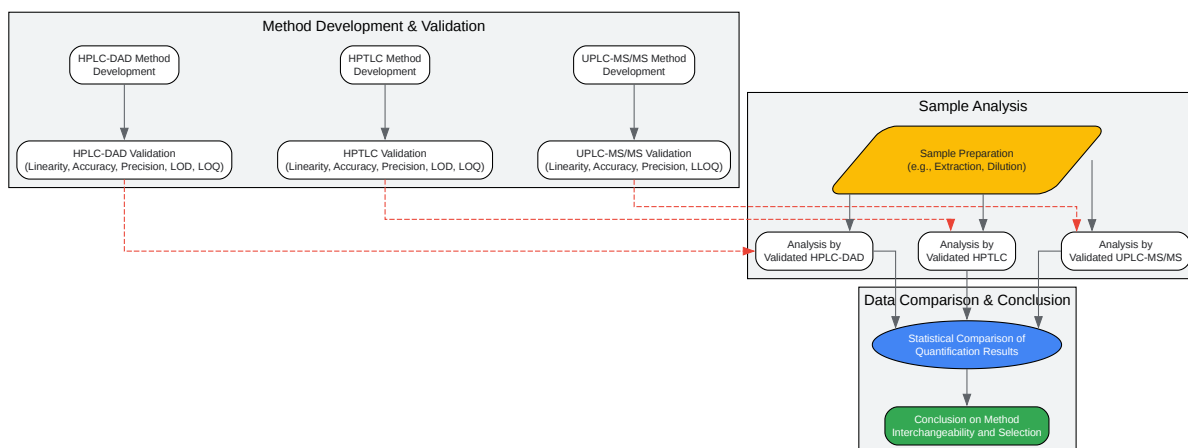 Method Development & Validation
HPLC-DAD Method
Development
HPTLC Method
Development
UPLC-MS/MS Method
Development
HPLC-DAD Validation
(Linearity, Accuracy, Precision, LOD, LOQ)
HPTLC Validation
(Linearity, Accuracy, Precision, LOD, LOQ)
UPLC-MS/MS Validation
(Linearity, Accuracy, Precision, LLOQ)
Sample Analysis
Sample Preparation
(e.g., Extraction, Dilution)
Analysis by
Validated HPLC-DAD
Analysis by
Validated HPTLC
Analysis by
Validated UPLC-MS/MS
Data Comparison & Conclusion
Statistical Comparison of
Quantification Results
Conclusion on Method
Interchangeability and Selection